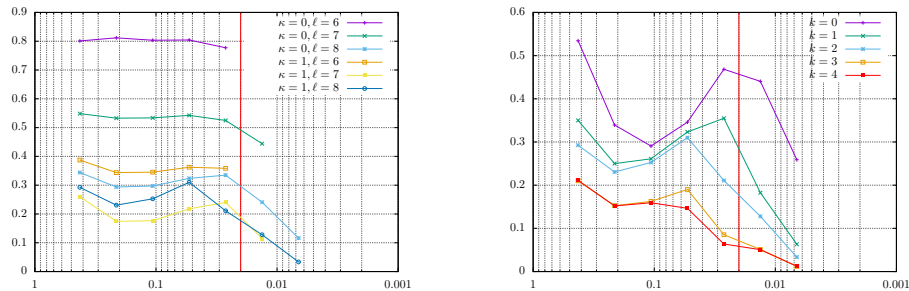 0.9
0.8
0.7
0.6
0.5
0.4
0.3
0.2
0.1
0
1
0.1
0.01
0.001
κ = 0, ℓ = 6
κ = 0, ℓ = 7
κ = 0, ℓ = 8
κ = 1, ℓ = 6
κ = 1, ℓ = 7
κ = 1, ℓ = 8
0.6
0.5
0.4
0.3
0.2
0.1
0
1
0.1
0.01
0.001
k = 0
k = 1
k = 2
k = 3
k = 4